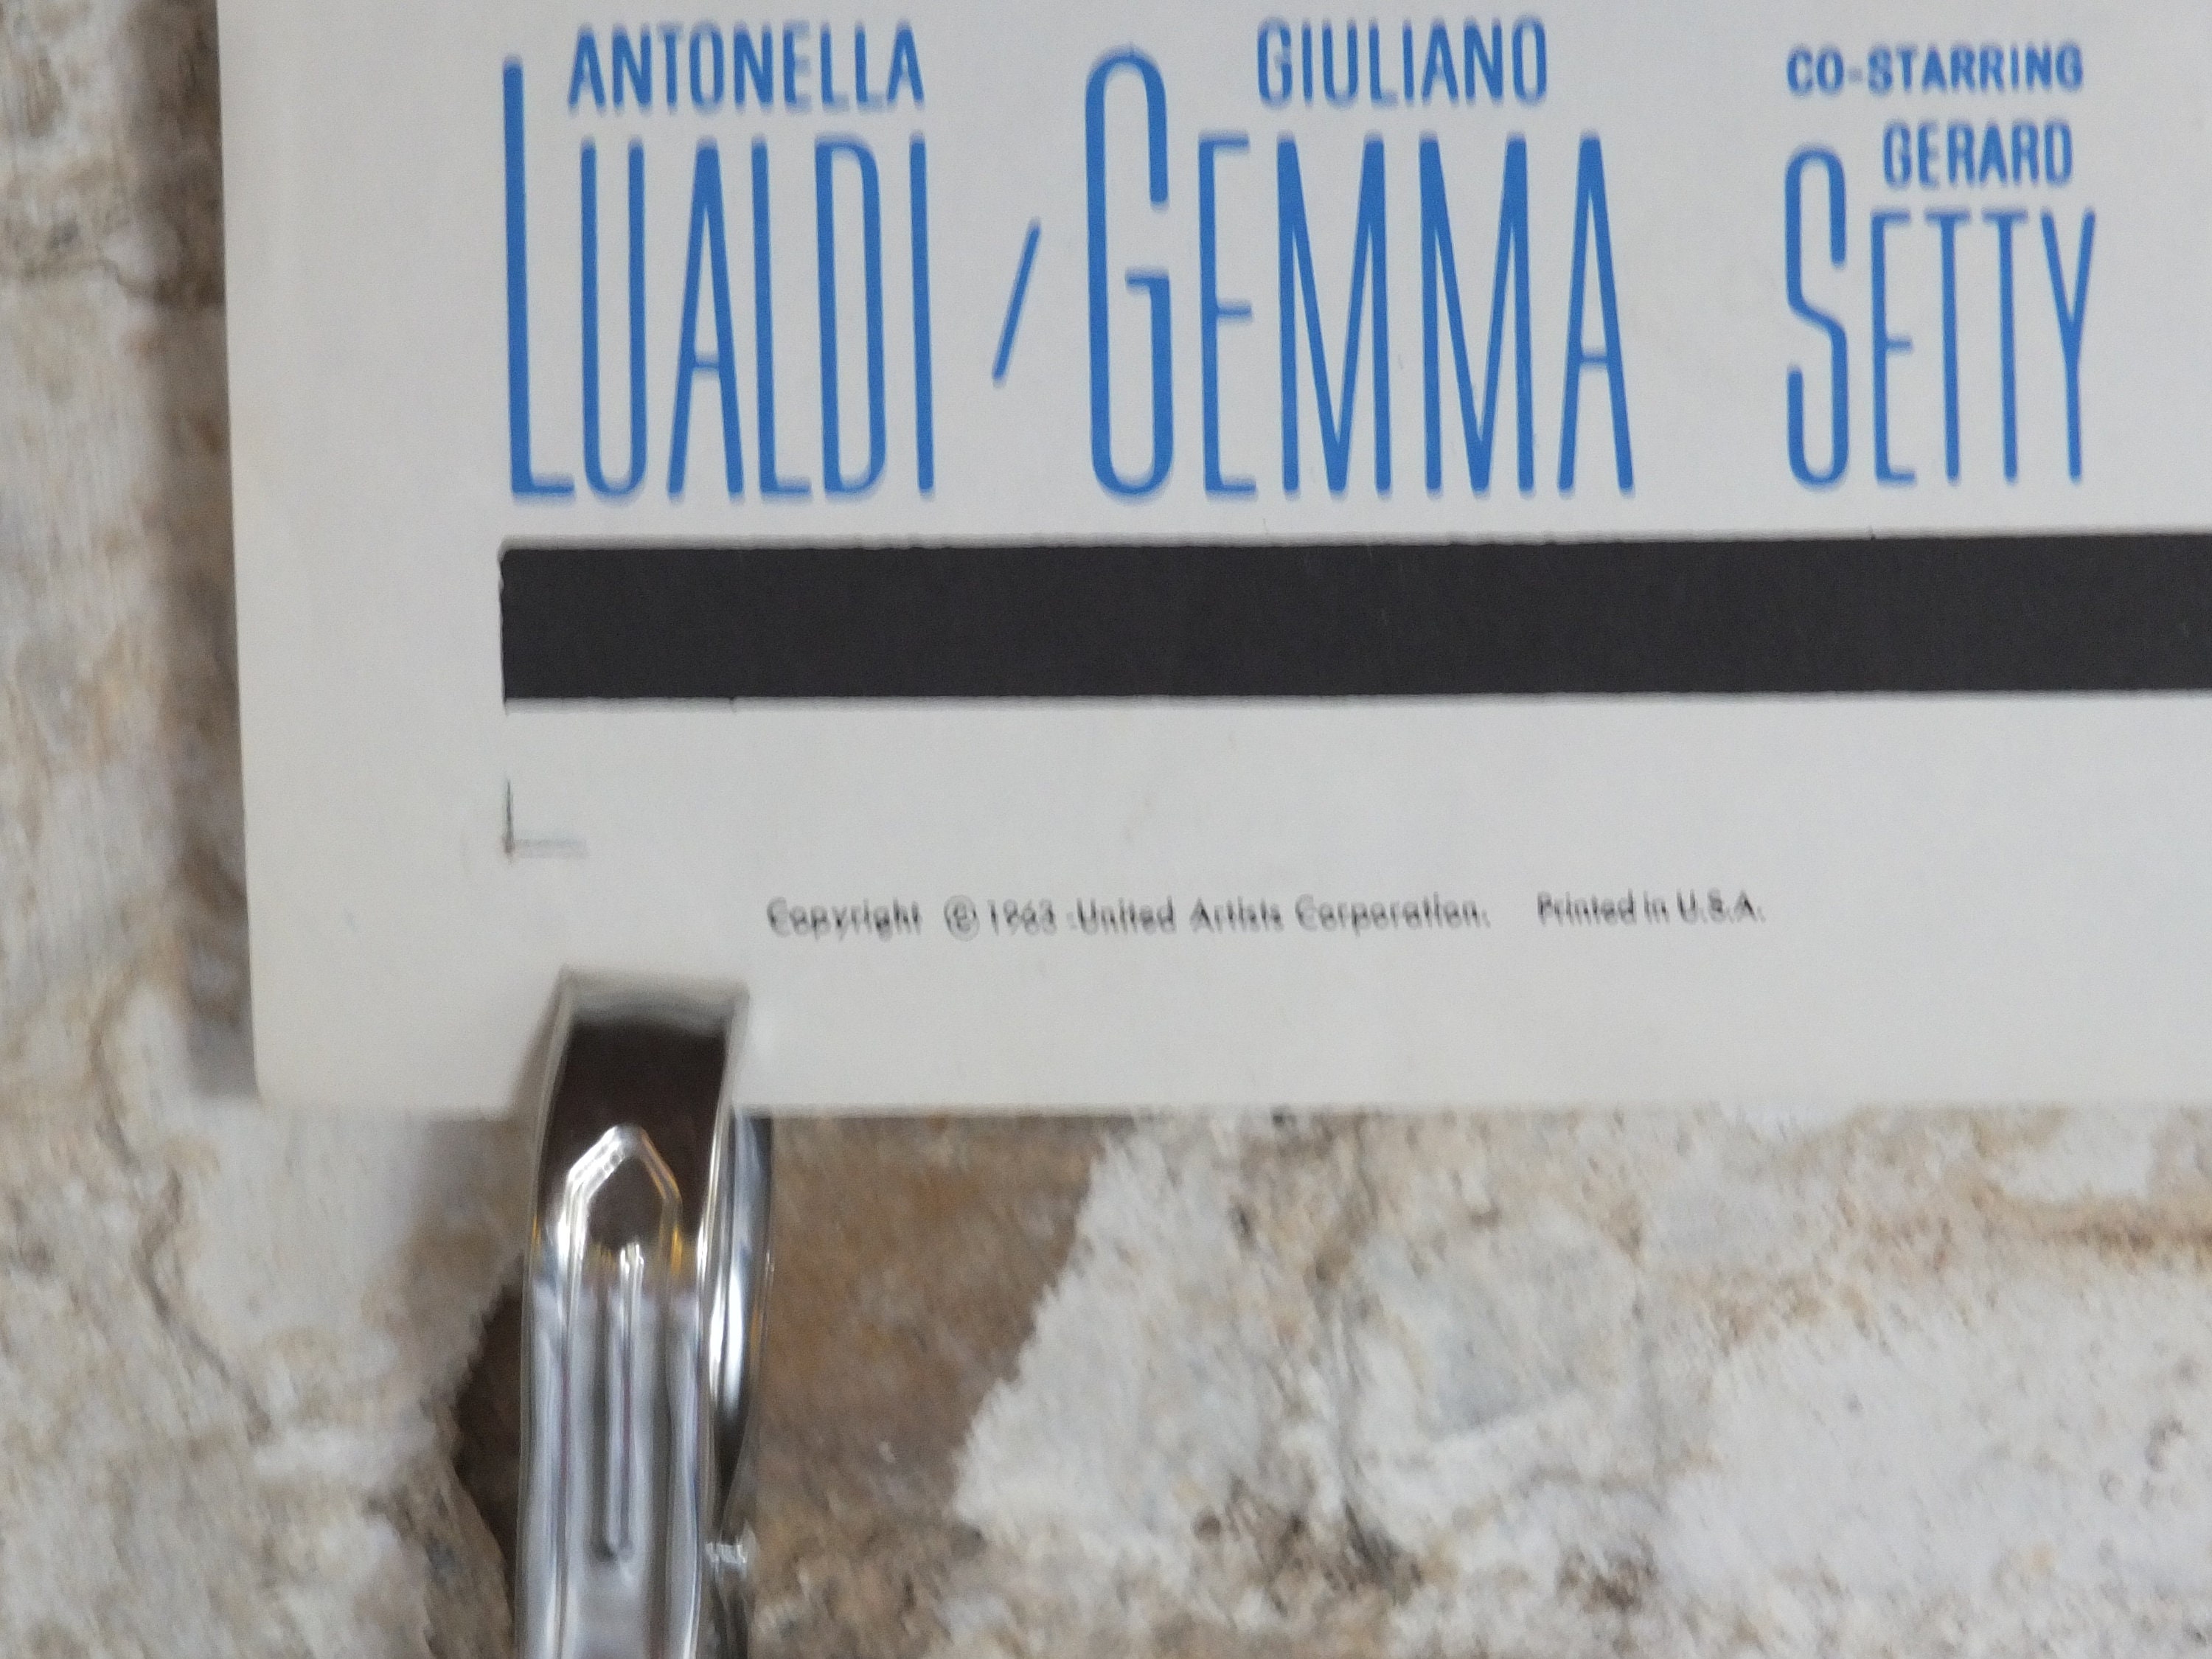 ANTONELLA LUALDI / GIULIANO GEMMA
CO-STARRING
GERARD SETTY
Copyright © 1963 United Artists Corporation. Printed in U.S.A.